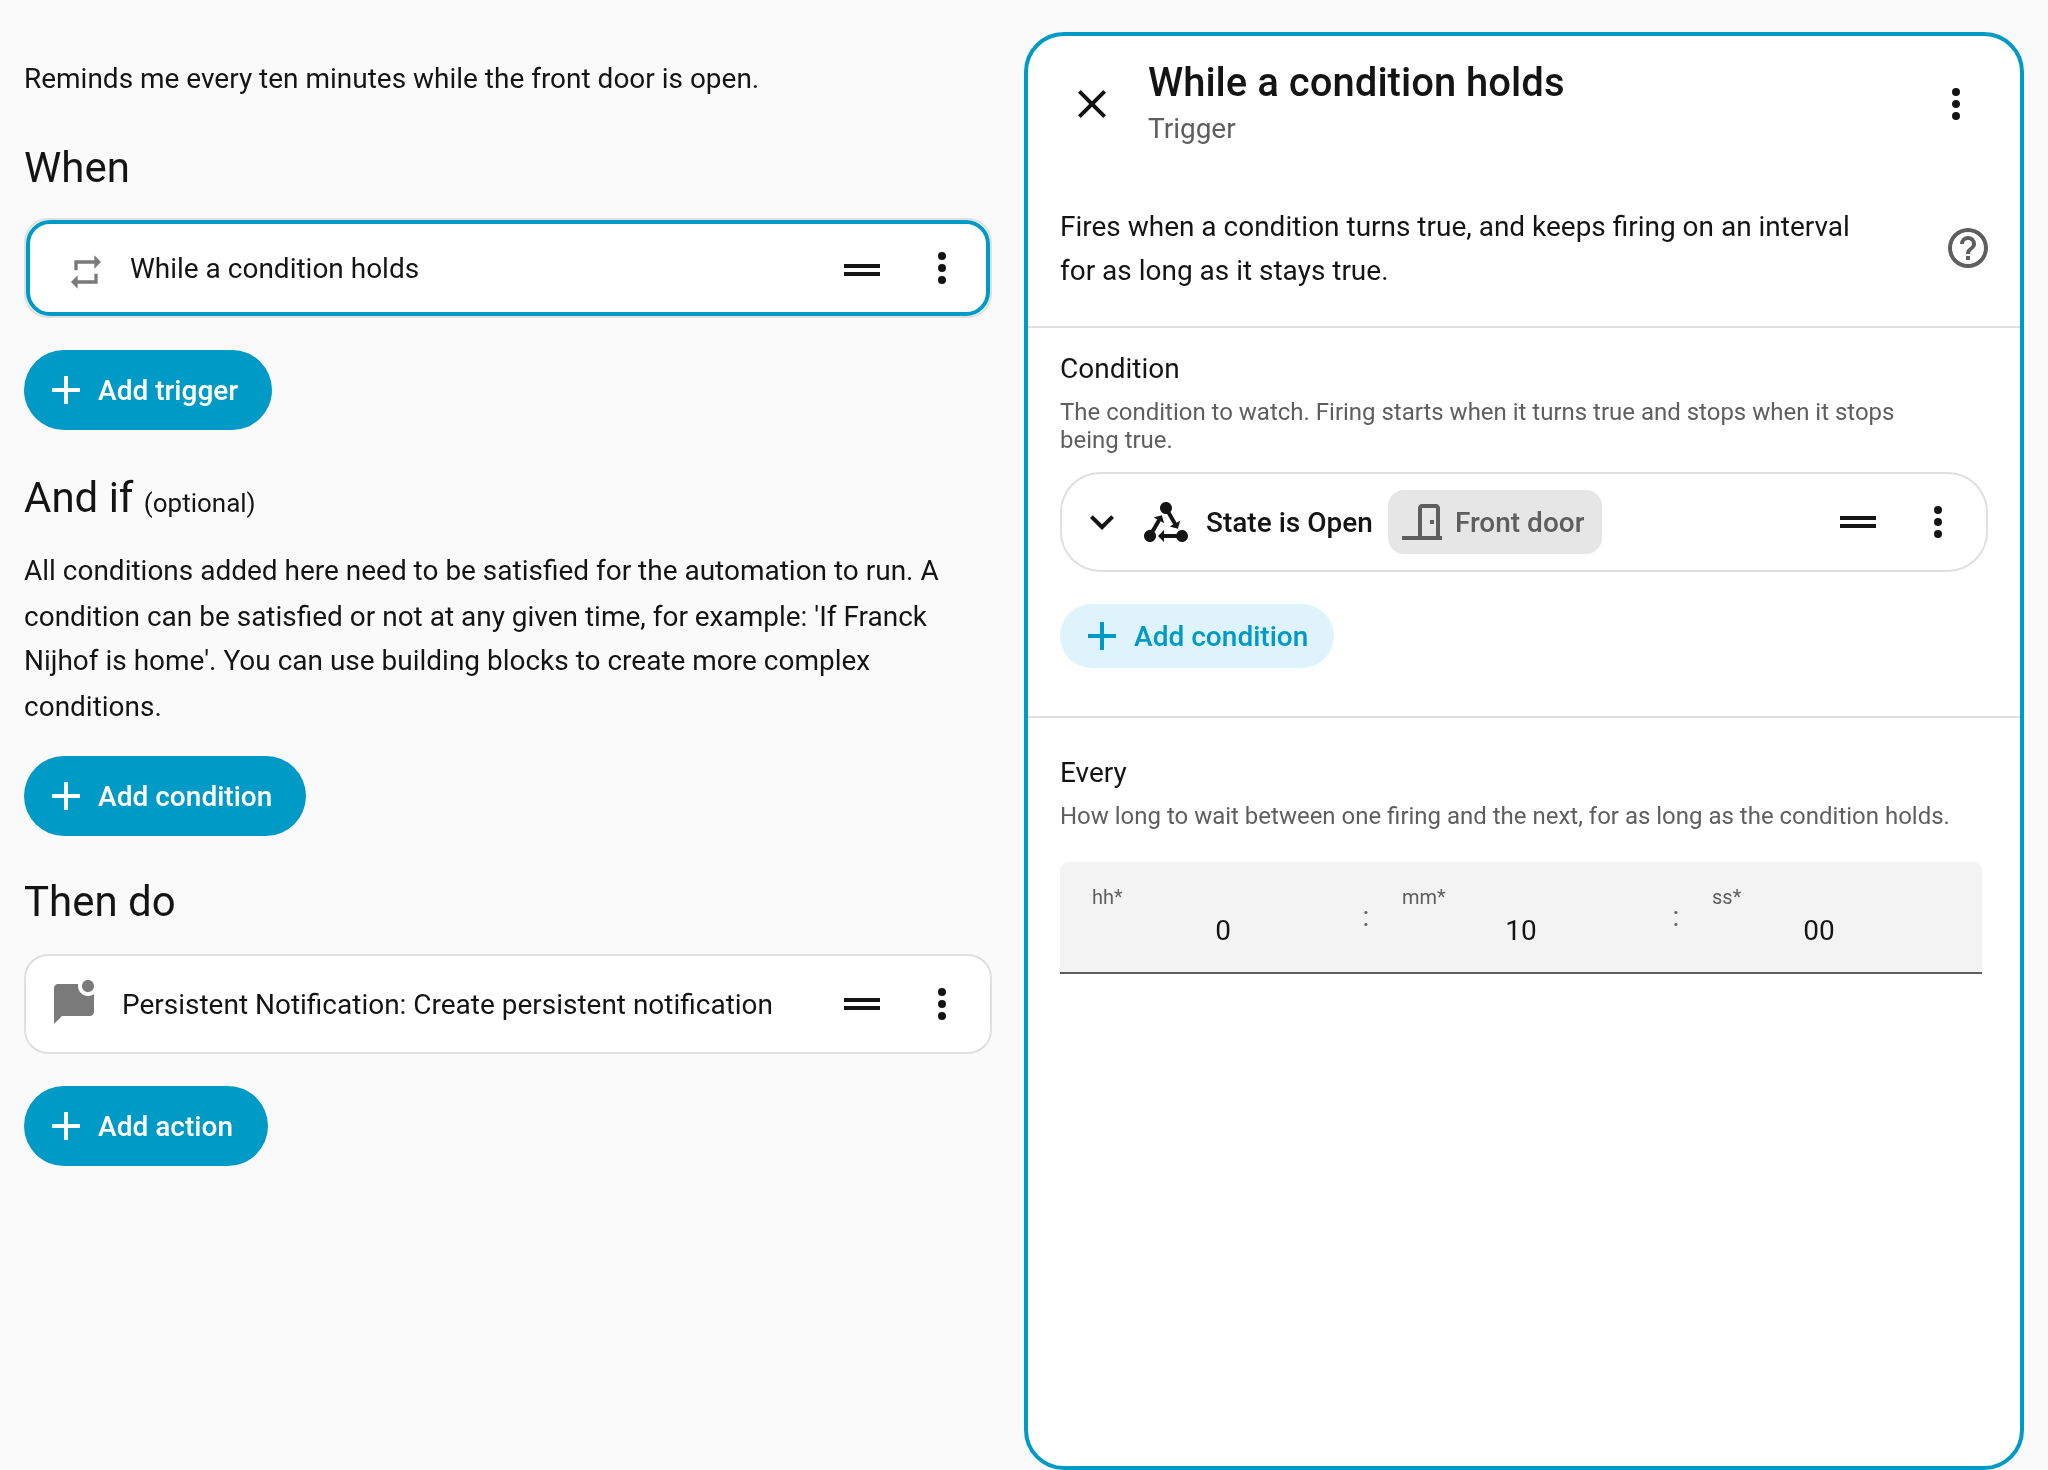 Reminds me every ten minutes while the front door is open.
When
While a condition holds
Add trigger
And if (optional)
All conditions added here need to be satisfied for the automation to run. A
condition can be satisfied or not at any given time, for example: 'If Franck
Nijhof is home'. You can use building blocks to create more complex
conditions.
Add condition
Then do
Persistent Notification: Create persistent notification
Add action
While a condition holds
Trigger
Fires when a condition turns true, and keeps firing on an interval
for as long as it stays true.
Condition
The condition to watch. Firing starts when it turns true and stops when it stops
being true.
State is Open Front door
Add condition
Every
How long to wait between one firing and the next, for as long as the condition holds.
hh* mm* ss*
0 : 10 : 00